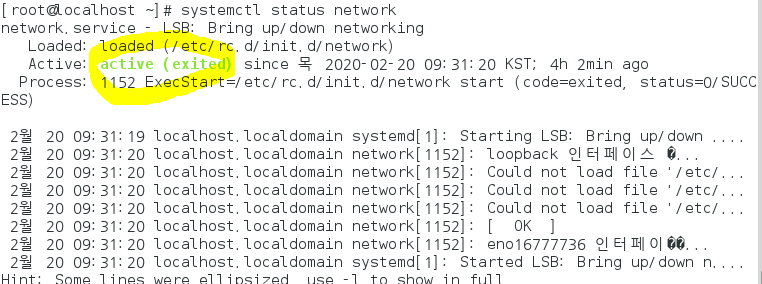 [root@localhost ~]# systemctl status network
network.service - LSB: Bring up/down networking
Loaded: loaded (/etc/rc.d/init.d/network)
Active: active (exited) since 목 2020-02-20 09:31:20 KST; 4h 2min ago
Process: 1152 ExecStart=/etc/rc.d/init.d/network start (code=exited, status=0/SUCC
ESS)
2월 20 09:31:19 localhost.localdomain systemd[1]: Starting LSB: Bring up/down ....
2월 20 09:31:20 localhost.localdomain network[1152]: loopback 인터페이스 �...
2월 20 09:31:20 localhost.localdomain network[1152]: Could not load file '/etc/...
2월 20 09:31:20 localhost.localdomain network[1152]: Could not load file '/etc/...
2월 20 09:31:20 localhost.localdomain network[1152]: Could not load file '/etc/...
2월 20 09:31:20 localhost.localdomain network[1152]: [ OK ]
2월 20 09:31:20 localhost.localdomain network[1152]: eno16777736 인터페이��...
2월 20 09:31:20 localhost.localdomain systemd[1]: Started LSB: Bring up/down n....
Hint: Some lines were ellipsized, use -l to show in full